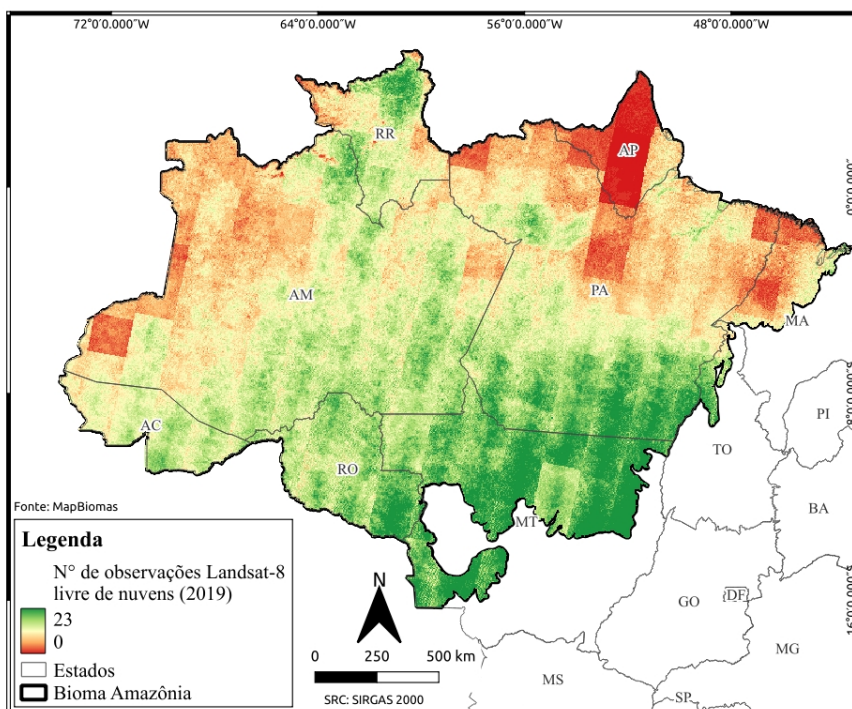 72°0'0.000"W 64°0'0.000"W 56°0'0.000"W 48°0'0.000"W
0°0'0.000"
8°0'0.000"S
16°0'0.000"S
RR
AP
AM
PA
MA
AC
RO
TO
PI
MT
BA
GO
DF
MG
MS
SP
Fonte: MapBiomas
Legenda
N° de observações Landsat-8
livre de nuvens (2019)
23
0
Estados
Bioma Amazônia
N
0 250 500 km
SRC: SIRGAS 2000